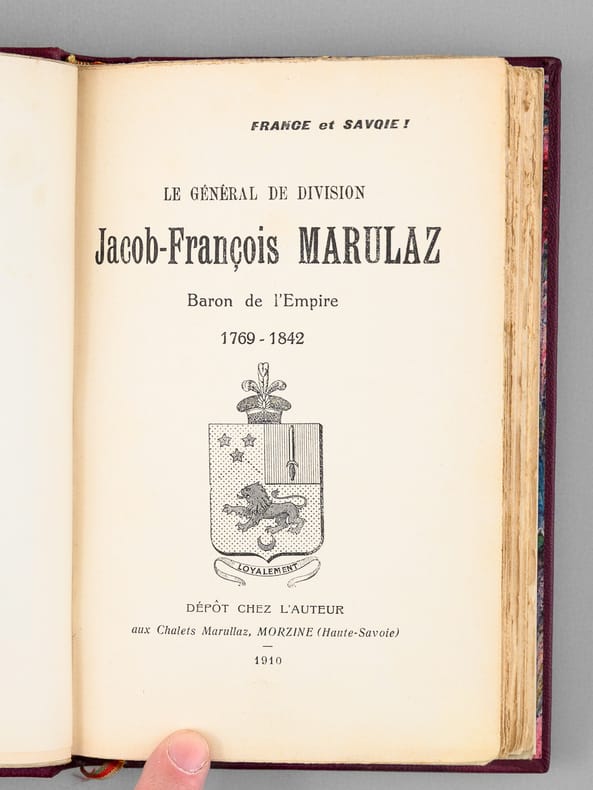 FRANCE et SAVOIE !
LE GÉNÉRAL DE DIVISION
Jacob-François MARULAZ
Baron de l'Empire
1769 - 1842
LOYALEMENT
DÉPÔT CHEZ L'AUTEUR
aux Chalets Marullaz, MORZINE (Haute-Savoie)
1910